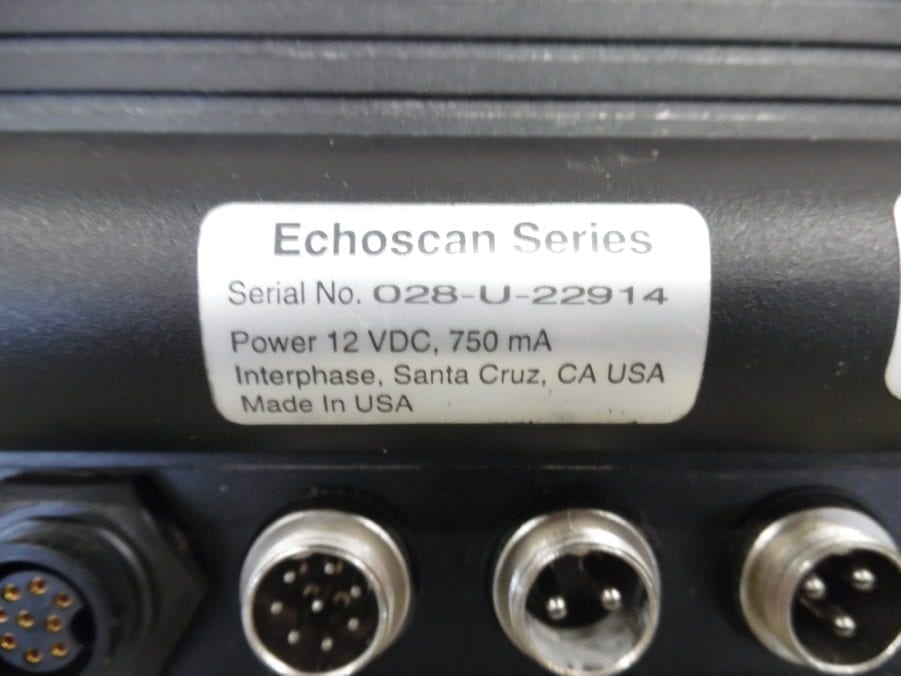 Echoscan Series
Serial No. 028-U-22914
Power 12 VDC, 750 mA
Interphase, Santa Cruz, CA USA
Made In USA